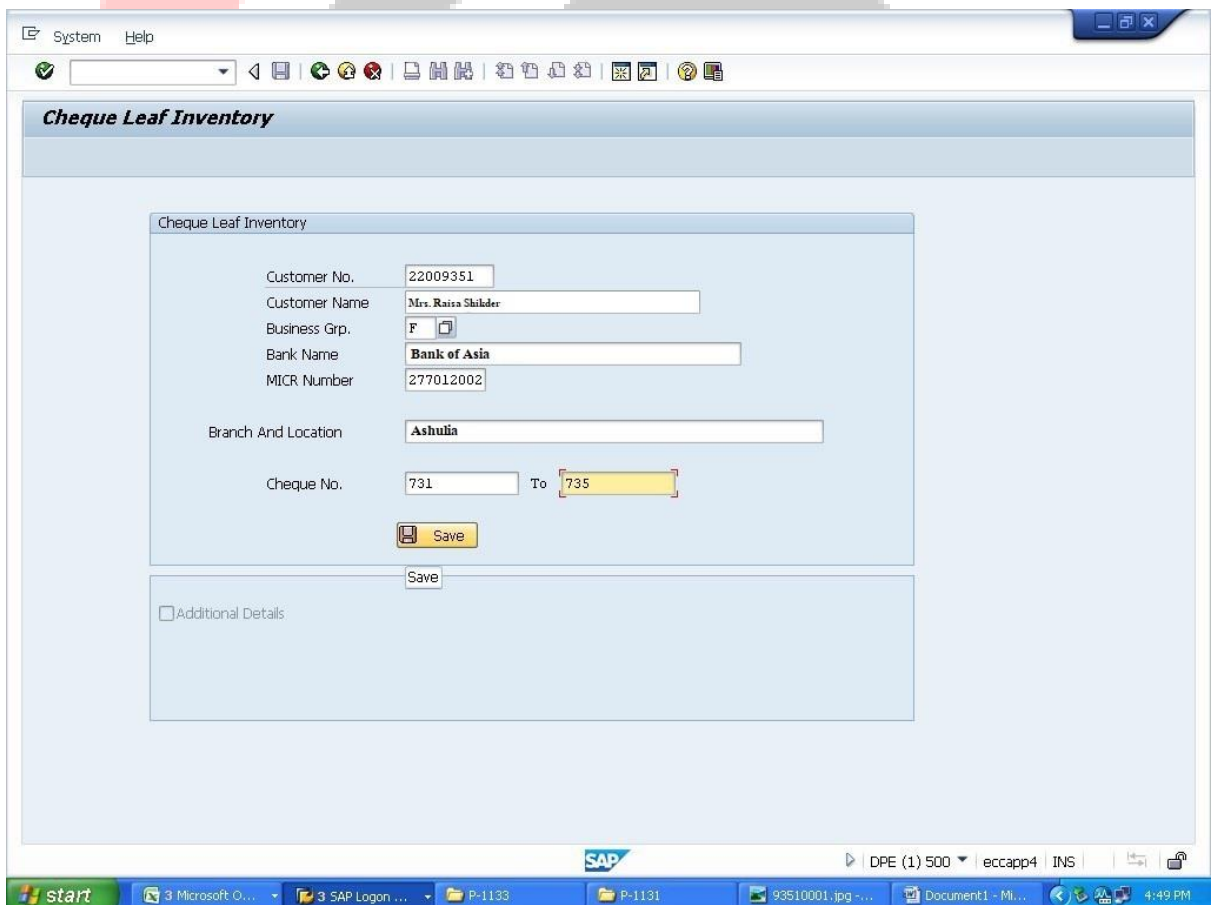 System Help
Cheque Leaf Inventory
Cheque Leaf Inventory
Customer No. 22009351
Customer Name Mrs. Raisa Shikder
Business Grp. F
Bank Name Bank of Asia
MICR Number 277012002
Branch And Location Ashulia
Cheque No. 731 To 735
Save
Save
Additional Details
SAP DPE (1) 500 eccapp4 INS
start 3 Microsoft O... 3 SAP Logon ... P-1133 P-1131 93510001.jpg -... Document1 - Mi... 4:49 PM